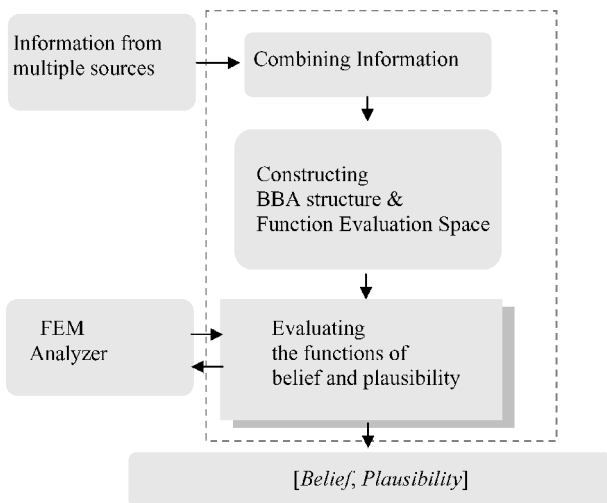 Information from
multiple sources
Combining Information
Constructing
BBA structure &
Function Evaluation Space
FEM
Analyzer
Evaluating
the functions of
belief and plausibility
[Belief, Plausibility]